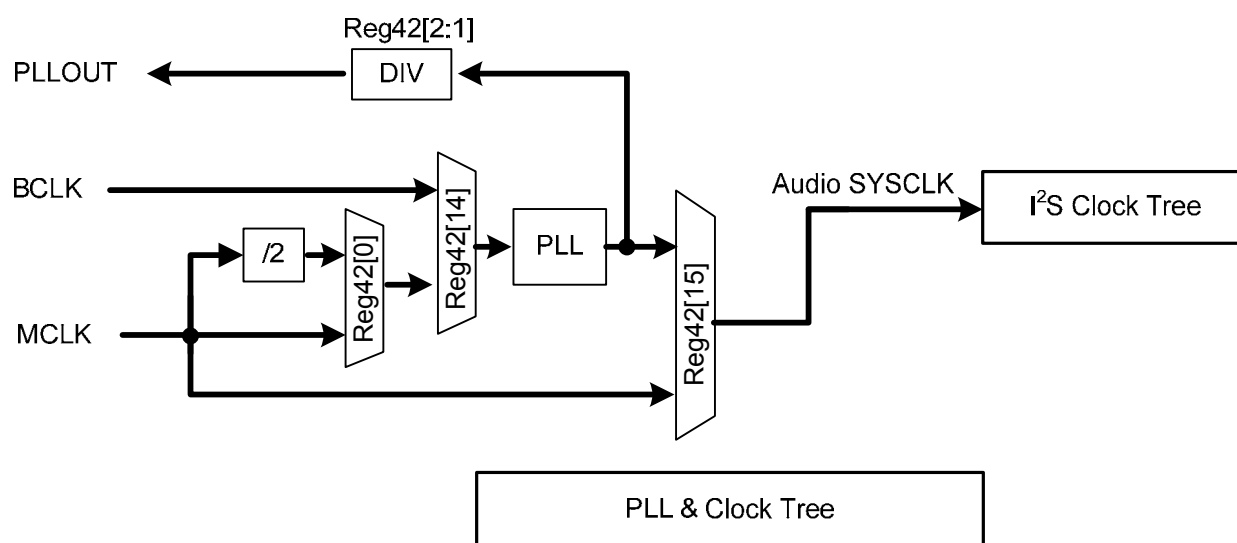 Reg42[2:1]
PLLOUT
DIV
BCLK
Reg42[14]
Audio SYSCLK
I²S Clock Tree
/2
Reg42[0]
PLL
Reg42[15]
MCLK
PLL & Clock Tree